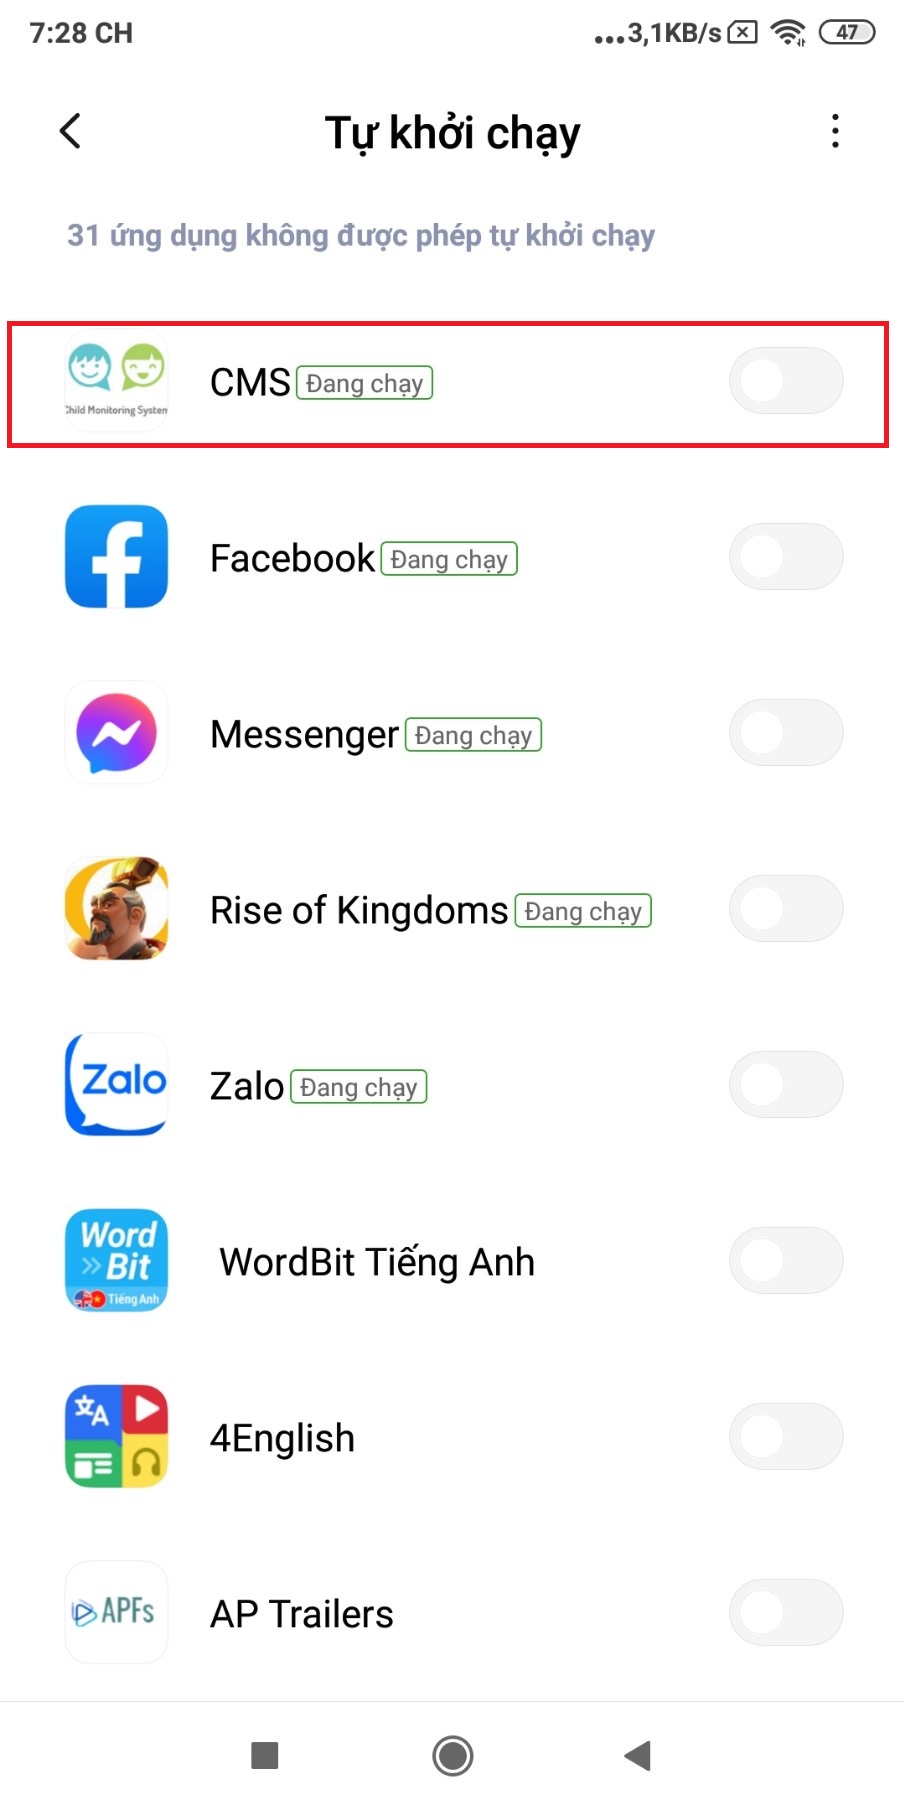 7:28 CH
...3,1KB/s
47
Tự khởi chạy
31 ứng dụng không được phép tự khởi chạy
Child Monitoring System
CMS Đang chạy
Facebook Đang chạy
Messenger Đang chạy
Rise of Kingdoms Đang chạy
Zalo
Zalo Đang chạy
Word
» Bit
Tiếng Anh
WordBit Tiếng Anh
文A
4English
APFs
AP Trailers